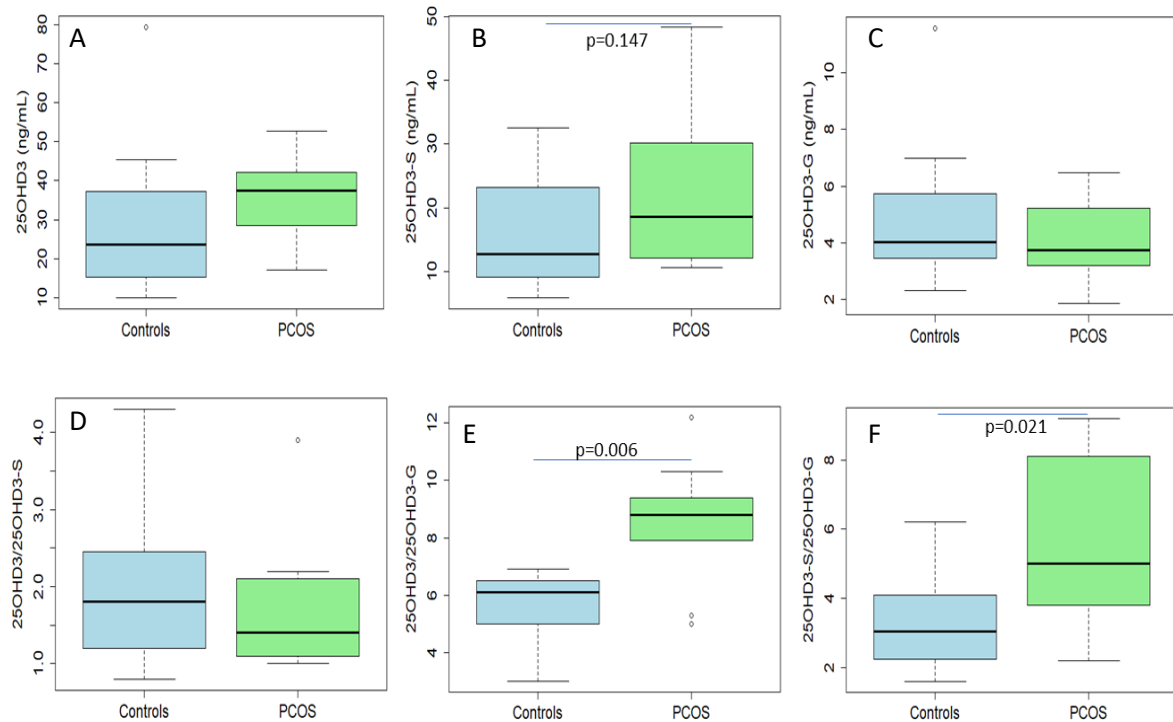 A
25OHD3 (ng/mL)
80
70
60
50
40
30
20
10
Controls
PCOS
B
p=0.147
25OHD3-S (ng/mL)
50
40
30
20
10
Controls
PCOS
C
25OHD3-G (ng/mL)
10
8
6
4
2
Controls
PCOS
D
25OHD3/25OHD3-S
4.0
3.0
2.0
1.0
Controls
PCOS
E
p=0.006
25OHD3/25OHD3-G
12
10
8
6
4
Controls
PCOS
F
p=0.021
25OHD3-S/25OHD3-G
8
6
4
2
Controls
PCOS